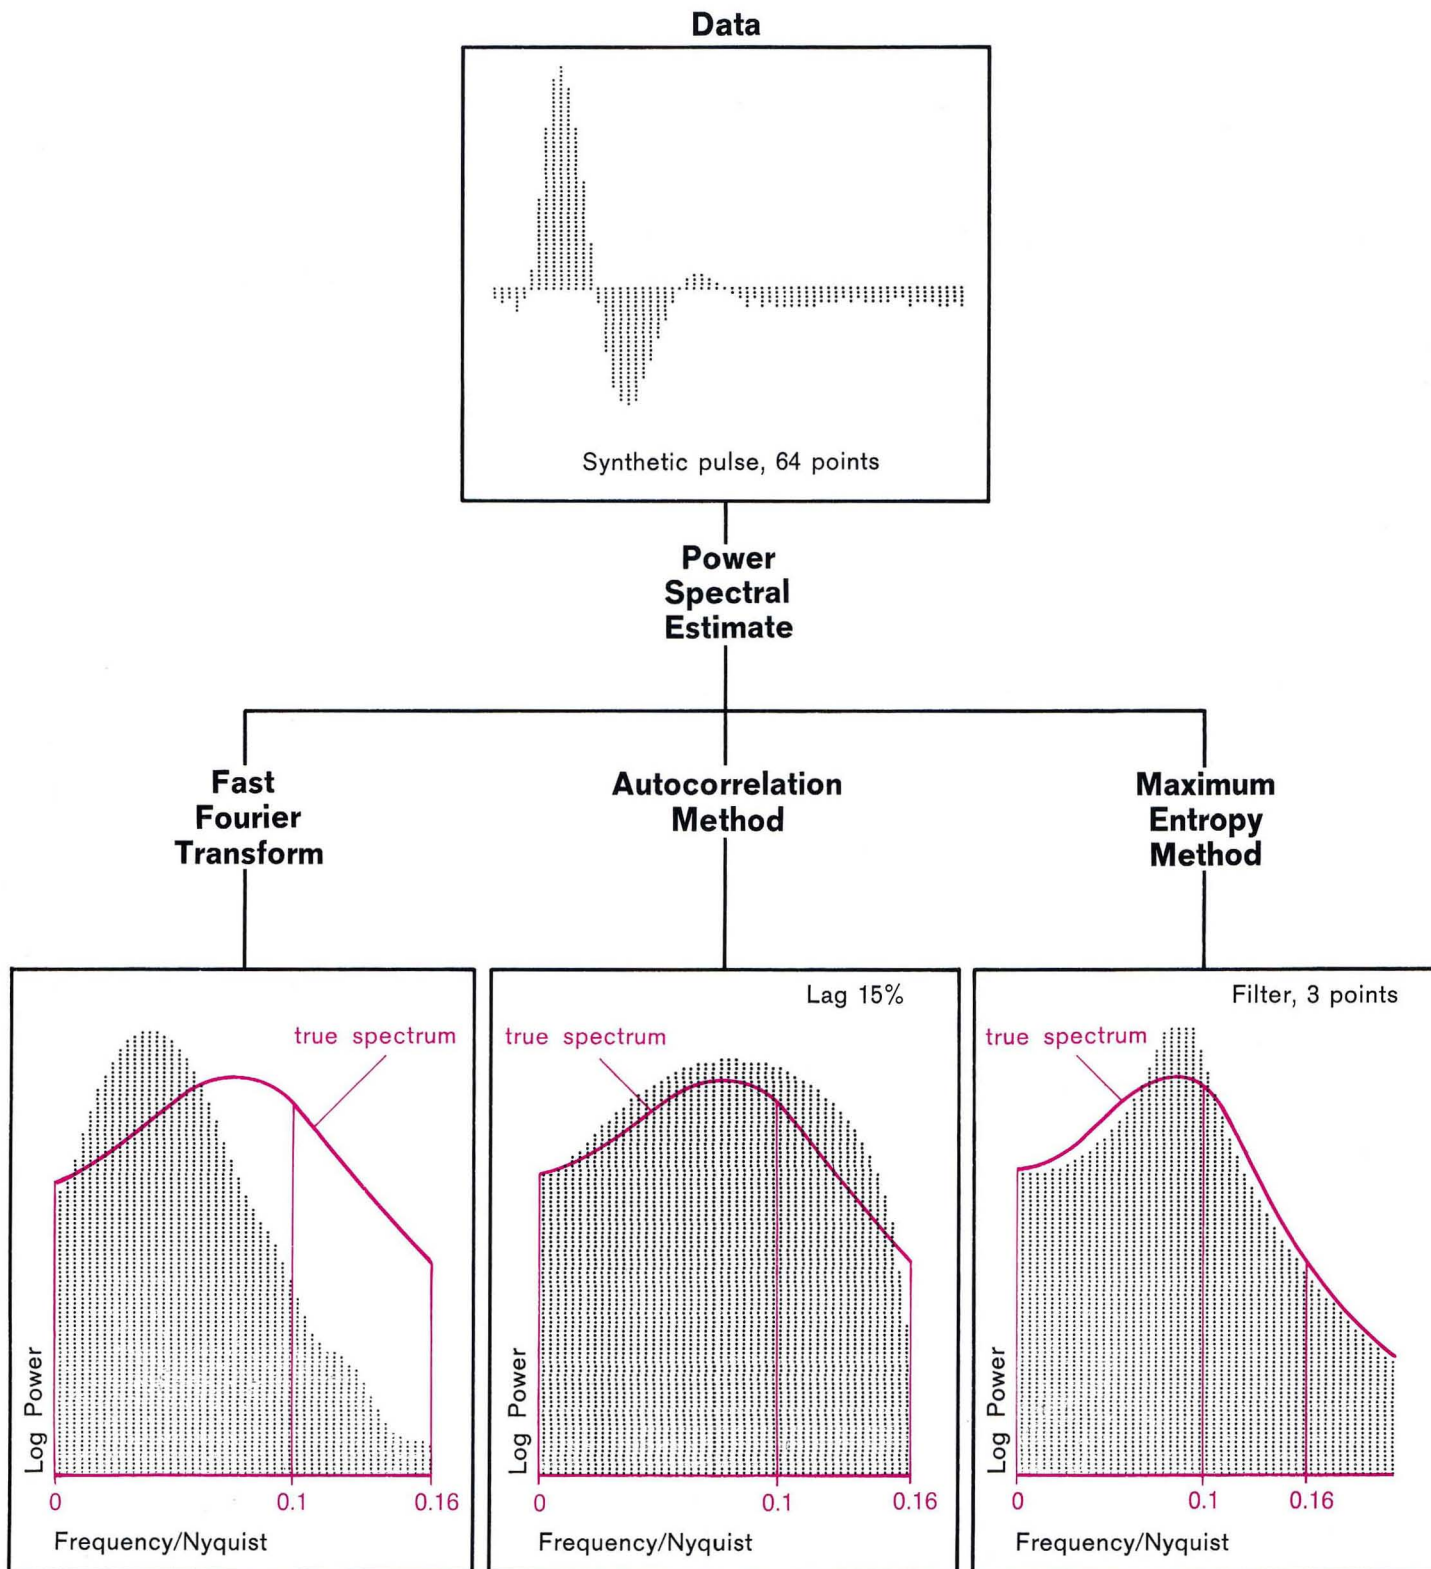 Data
Synthetic pulse, 64 points
Power
Spectral
Estimate
Fast
Fourier
Transform
Autocorrelation
Method
Maximum
Entropy
Method
true spectrum
Log Power
0 0.1 0.16
Frequency/Nyquist
Lag 15%
true spectrum
Log Power
0 0.1 0.16
Frequency/Nyquist
Filter, 3 points
true spectrum
Log Power
0 0.1 0.16
Frequency/Nyquist